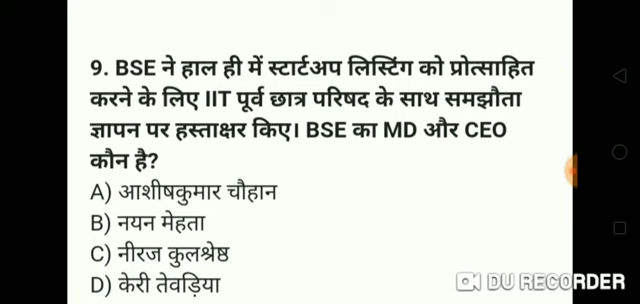 9. BSE ने हाल ही में स्टार्टअप लिस्टिंग को प्रोत्साहित
करने के लिए IIT पूर्व छात्र परिषद के साथ समझौता
ज्ञापन पर हस्ताक्षर किए। BSE का MD और CEO
कौन है?
A) आशीषकुमार चौहान
B) नयन मेहता
C) नीरज कुलश्रेष्ठ
D) केरी तेवड़िया
DU RECORDER